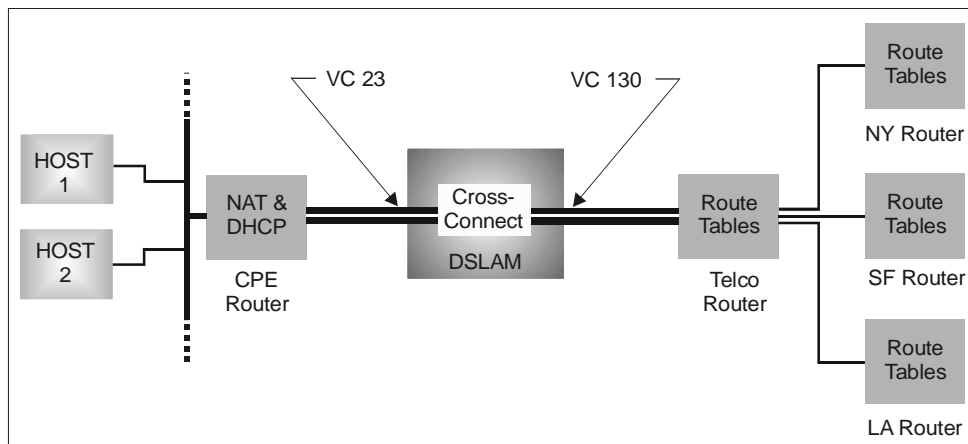 HOST
1
HOST
2
NAT &
DHCP
CPE
Router
VC 23
Cross-
Connect
DSLAM
VC 130
Route
Tables
Telco
Router
Route
Tables
NY Router
Route
Tables
SF Router
Route
Tables
LA Router